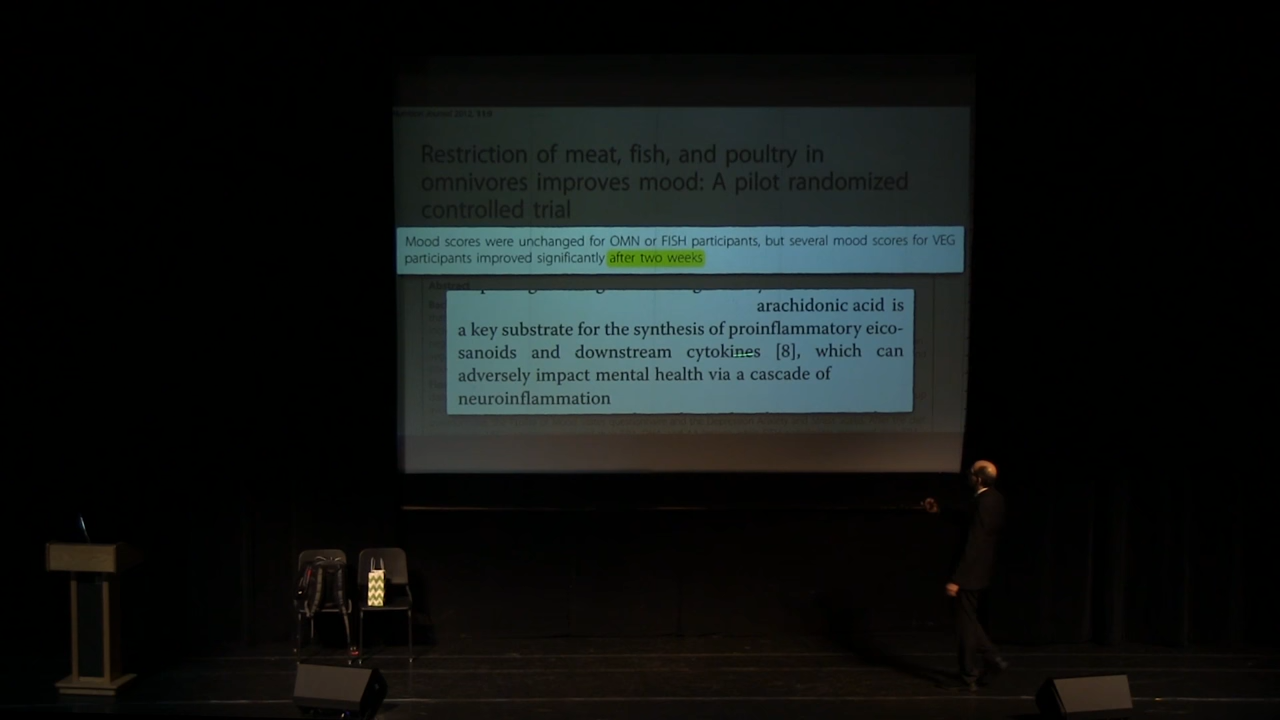 Restriction of meat, fish, and poultry in
omnivores improves mood: A pilot randomized
controlled trial
Mood scores were unchanged for OMN or FISH participants, but several mood scores for VEG
participants improved significantly after two weeks
Abstract
arachidonic acid is
a key substrate for the synthesis of proinflammatory eico-
sanoids and downstream cytokines [8], which can
adversely impact mental health via a cascade of
neuroinflammation